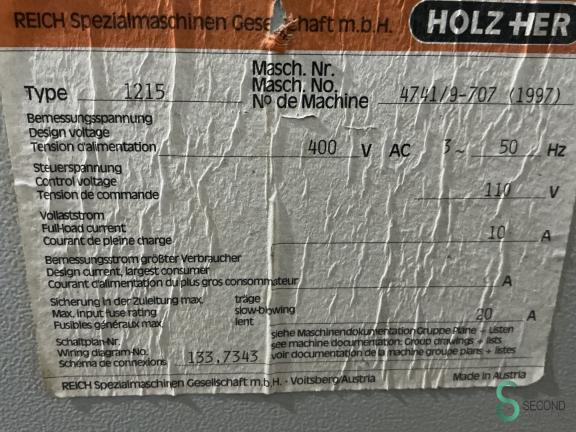 REICH Spezialmaschinen Gesellschaft m.b.H. HOLZ-HER
Type 1215 Masch. Nr. Masch. No. No de Machine 4741/9-707 (1997)
Bemessungsspannung
Design voltage
Tension d'alimentation 400 V AC 3~ 50 Hz
Steuerspannung
Control voltage
Tension de commande 110 V
Vollaststrom
Full-load current
Courant de pleine charge 10 A
Bemessungsstrom größter Verbraucher
Design current, largest consumer
Courant d'alimentation du plus gros consommateur A
Sicherung in der Zuleitung max. träge
Max. input fuse rating slow-blowing
Fusibles généraux max. lent 20 A
Schaltplan-Nr. siehe Maschinendokumentation Gruppe Pläne + Listen
Wiring diagram-No. 133.7343 see machine documentation: Group drawings + lists
Schéma de connexions voir documentation de la machine groupe plans + listes
REICH Spezialmaschinen Gesellschaft m.b.H. · Voitsberg/Austria Made in Austria
SECOND